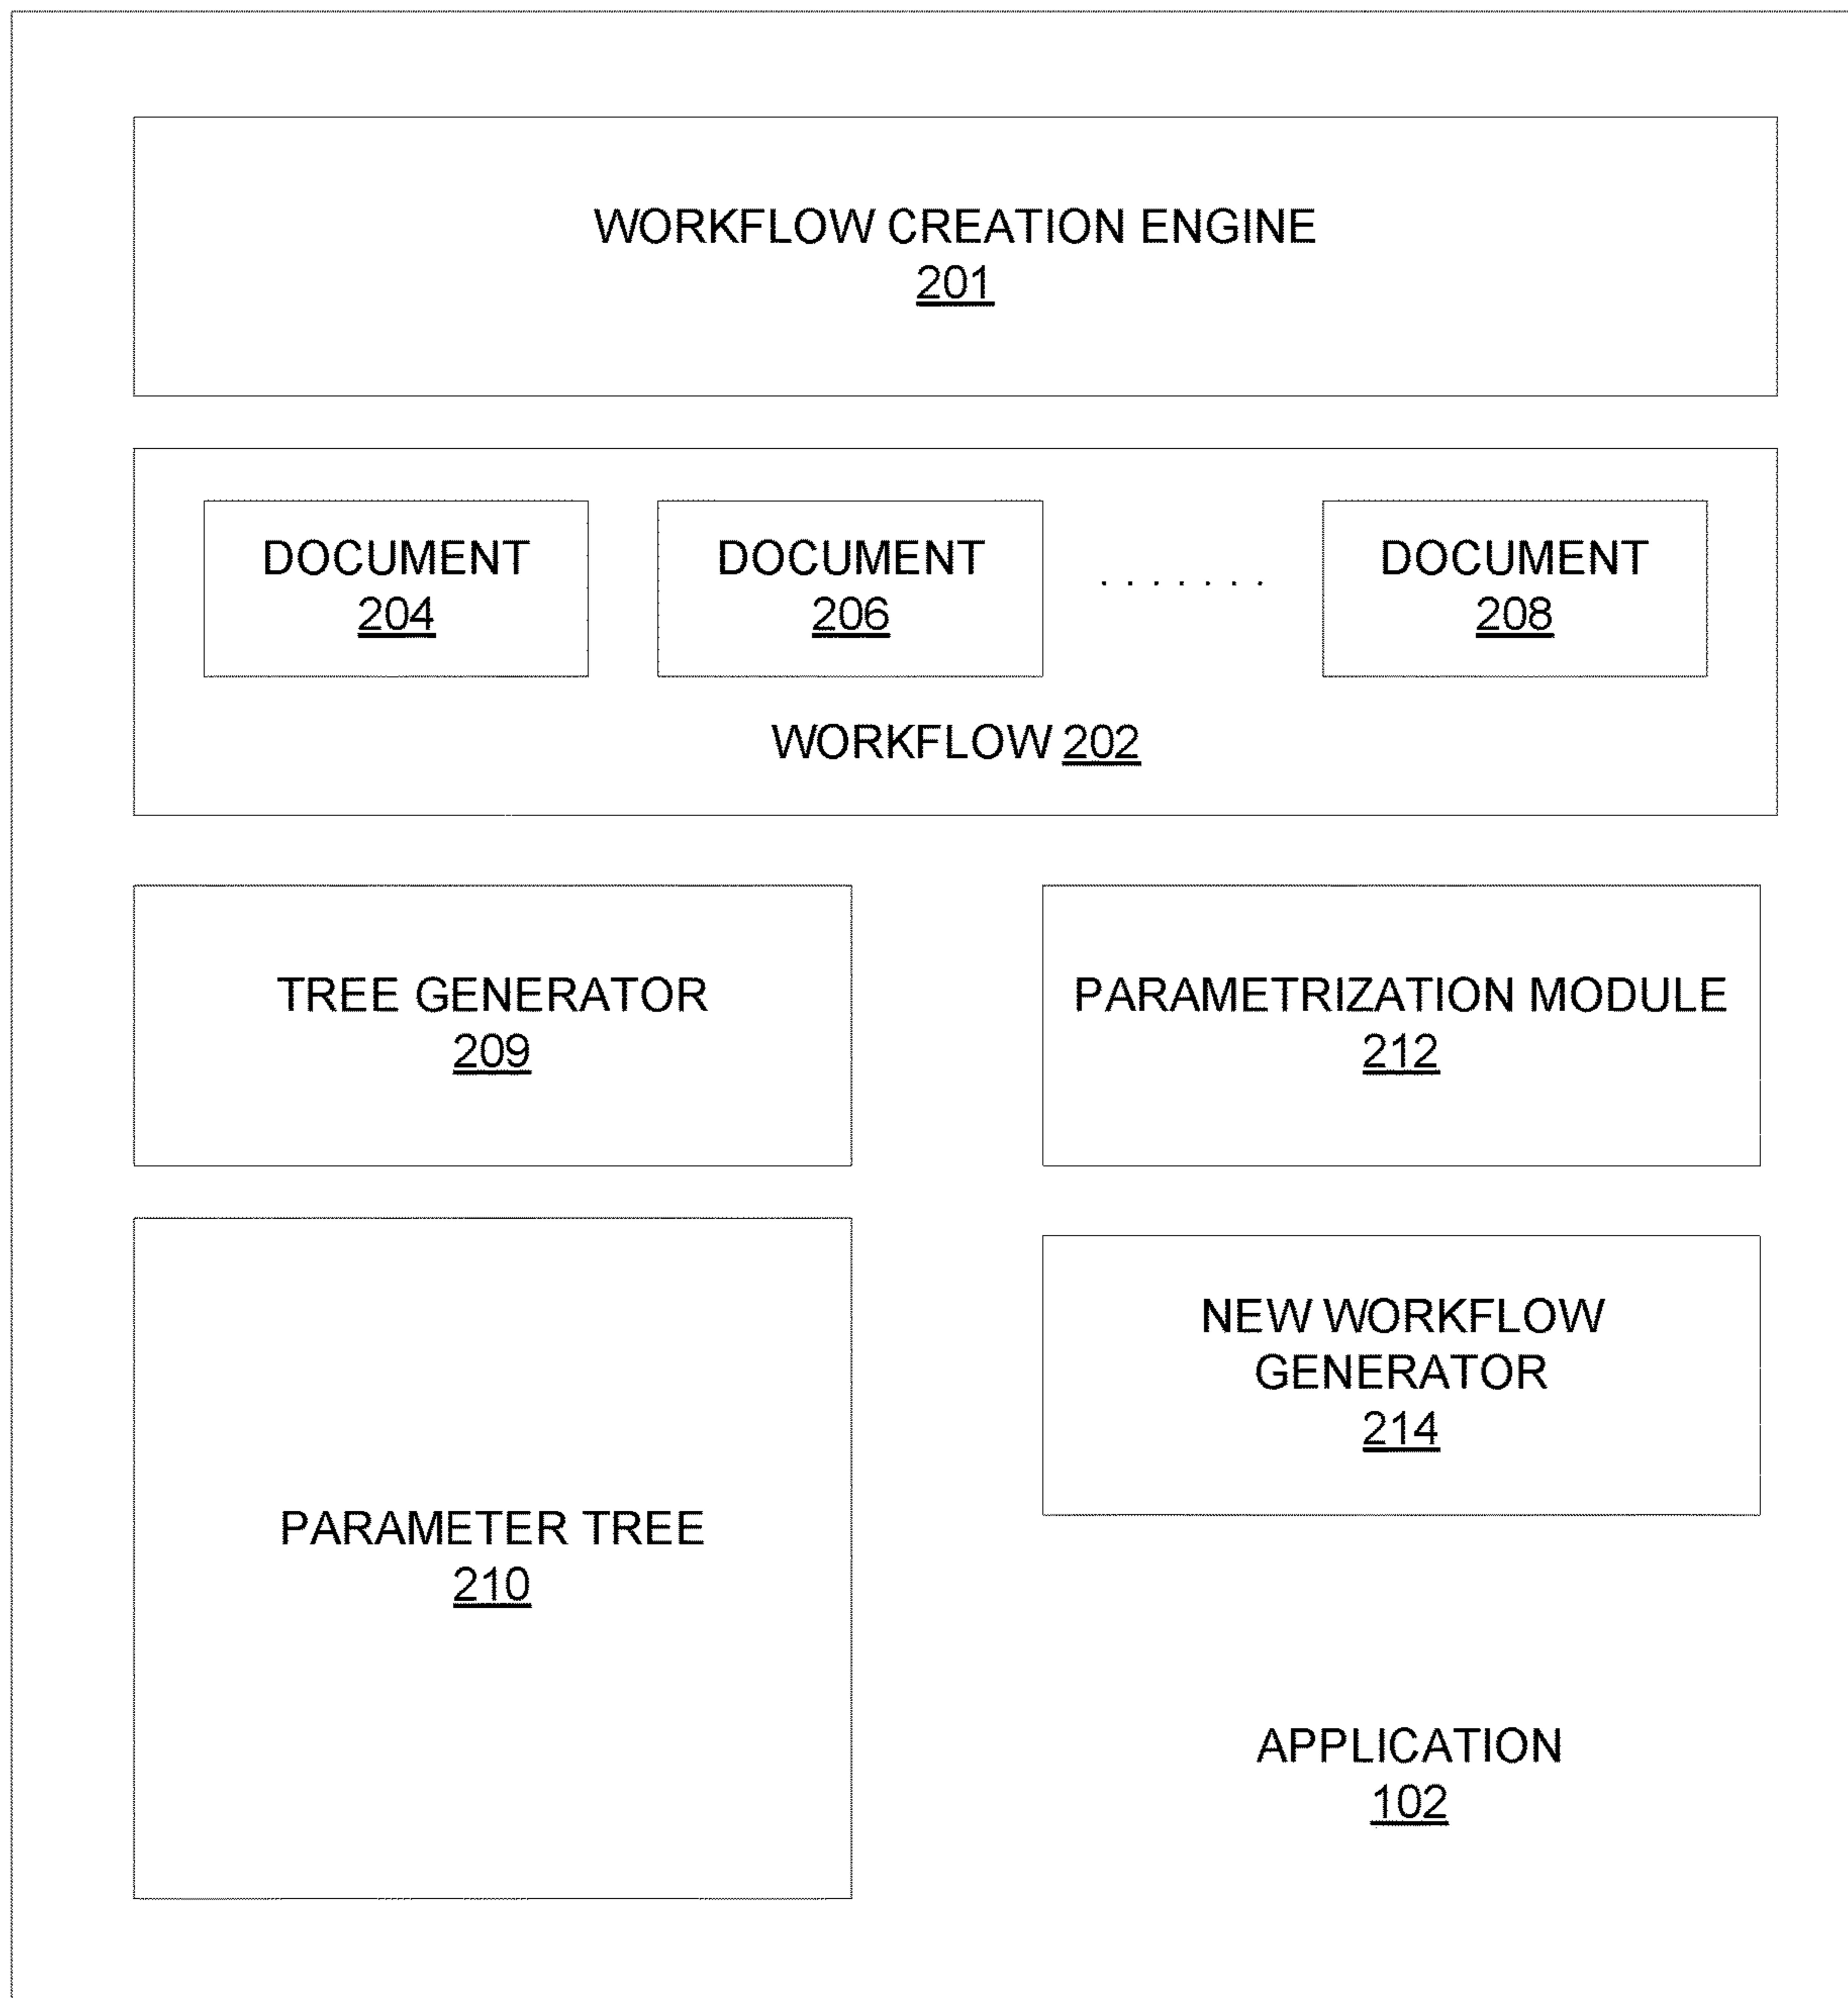 WORKFLOW CREATION ENGINE
201
DOCUMENT
204
DOCUMENT
206
. . . . . . .
DOCUMENT
208
WORKFLOW 202
TREE GENERATOR
209
PARAMETRIZATION MODULE
212
PARAMETER TREE
210
NEW WORKFLOW
GENERATOR
214
APPLICATION
102